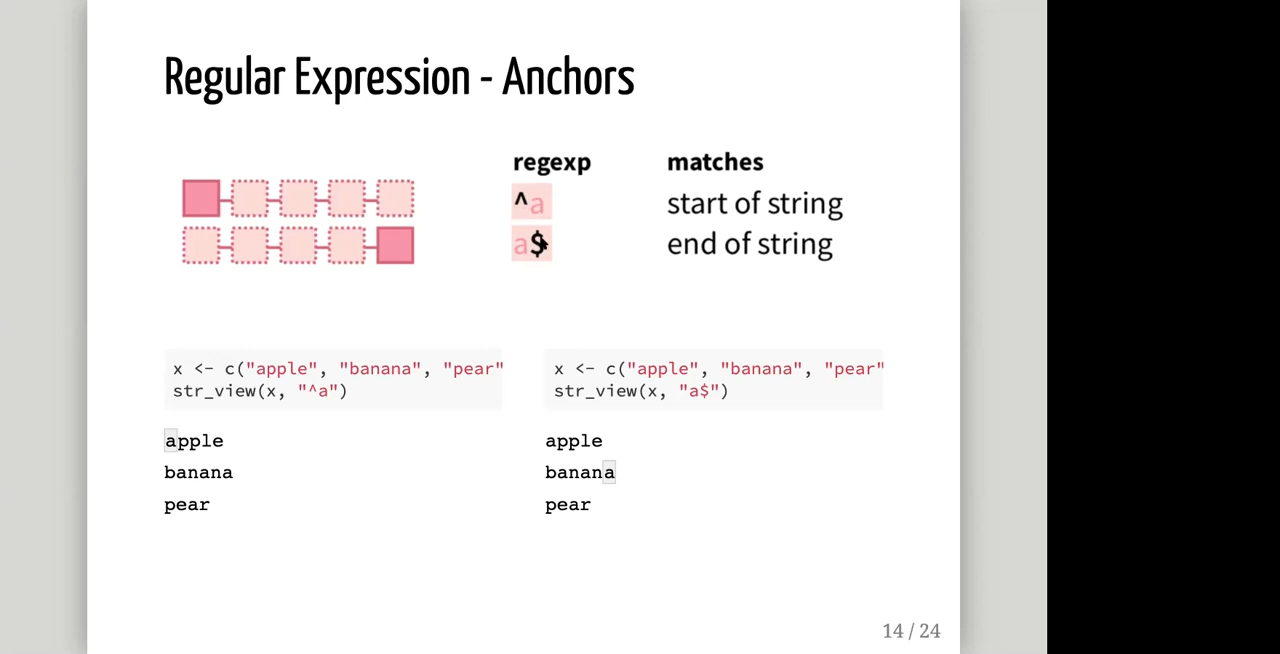 Regular Expression - Anchors
regexp matches
^a start of string
a$ end of string
x <- c("apple", "banana", "pear"
str_view(x, "^a")
apple
banana
pear
x <- c("apple", "banana", "pear"
str_view(x, "a$")
apple
banana
pear
14 / 24